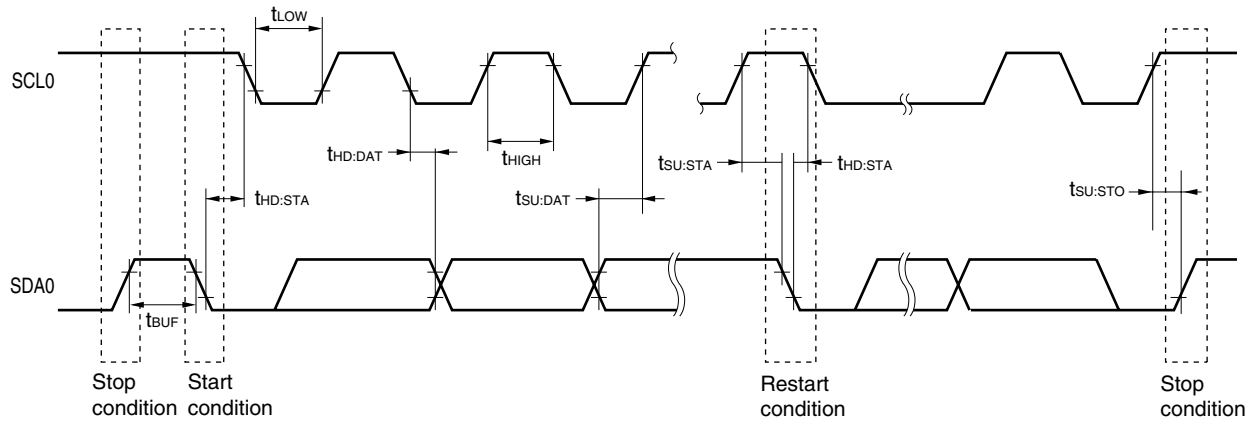 tLOW
SCL0
tHD:DAT
tHIGH
tSU:STA
tHD:STA
tHD:STA
tSU:DAT
tSU:STO
SDA0
tBUF
Stop
condition
Start
condition
Restart
condition
Stop
condition